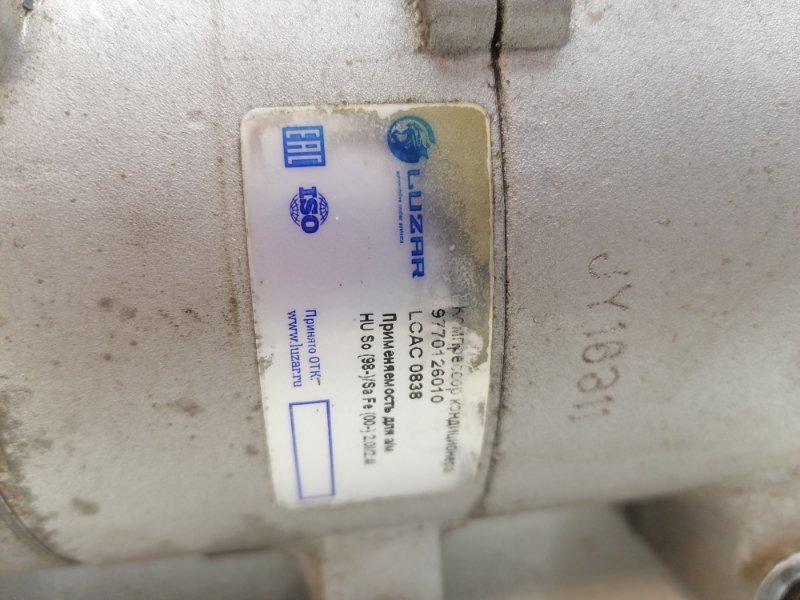 LUZAR
Компрессор кондиционера
9770126010
LCAC 0838
Применяемость для а/м
HU So (98-)/Sa Fe (00-) 2.0i/2.4i
EAC
ISO
Принято ОТК:
www.luzar.ru
JY16311